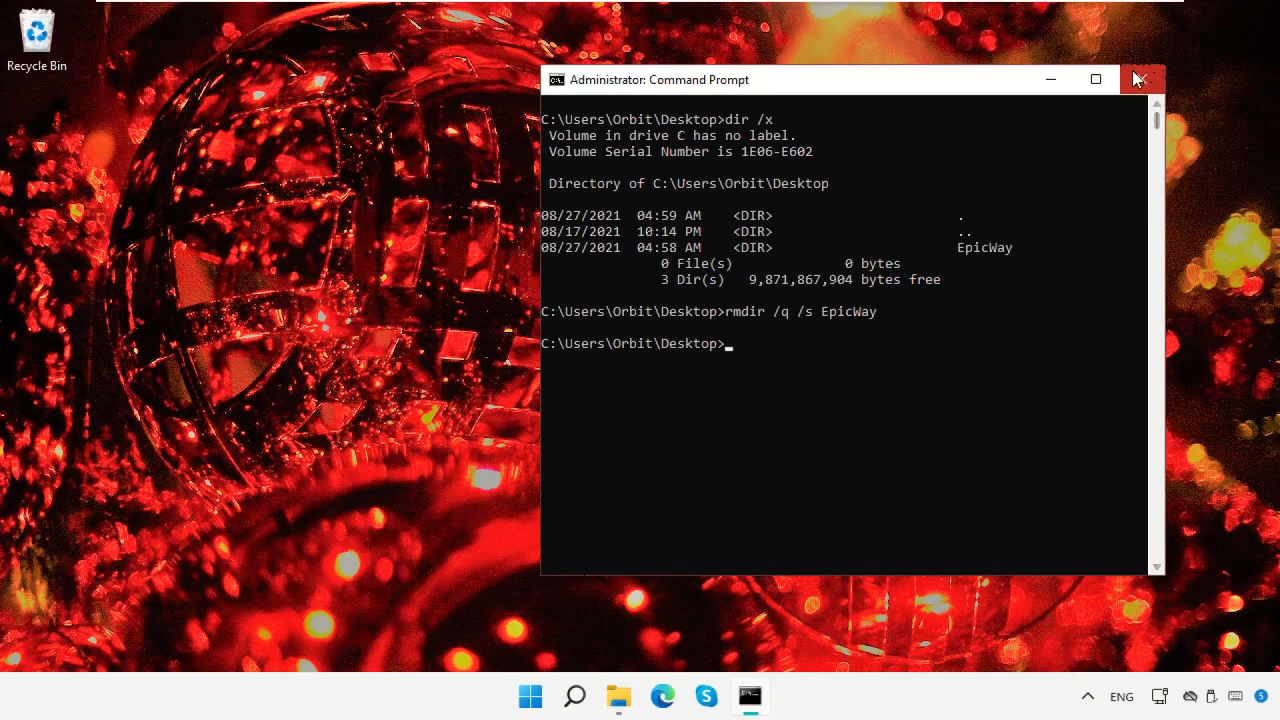 Recycle Bin
Administrator: Command Prompt
C:\Users\Orbit\Desktop>dir /x
Volume in drive C has no label.
Volume Serial Number is 1E06-E602
Directory of C:\Users\Orbit\Desktop
08/27/2021 04:59 AM <DIR> .
08/17/2021 10:14 PM <DIR> ..
08/27/2021 04:58 AM <DIR> EpicWay
0 File(s) 0 bytes
3 Dir(s) 9,871,867,904 bytes free
C:\Users\Orbit\Desktop>rmdir /q /s EpicWay
C:\Users\Orbit\Desktop>
ENG
5